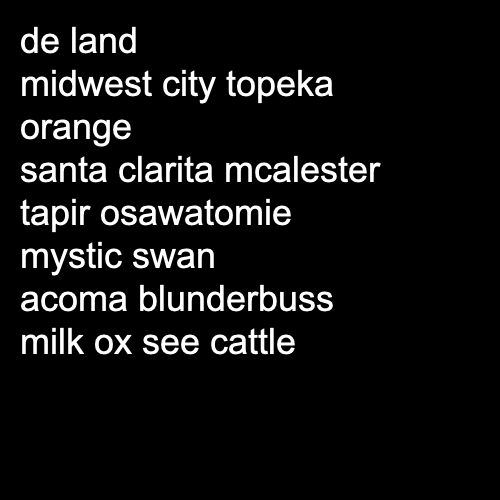 de land
midwest city topeka
orange
santa clarita mcalester
tapir osawatomie
mystic swan
acoma blunderbuss
milk ox see cattle